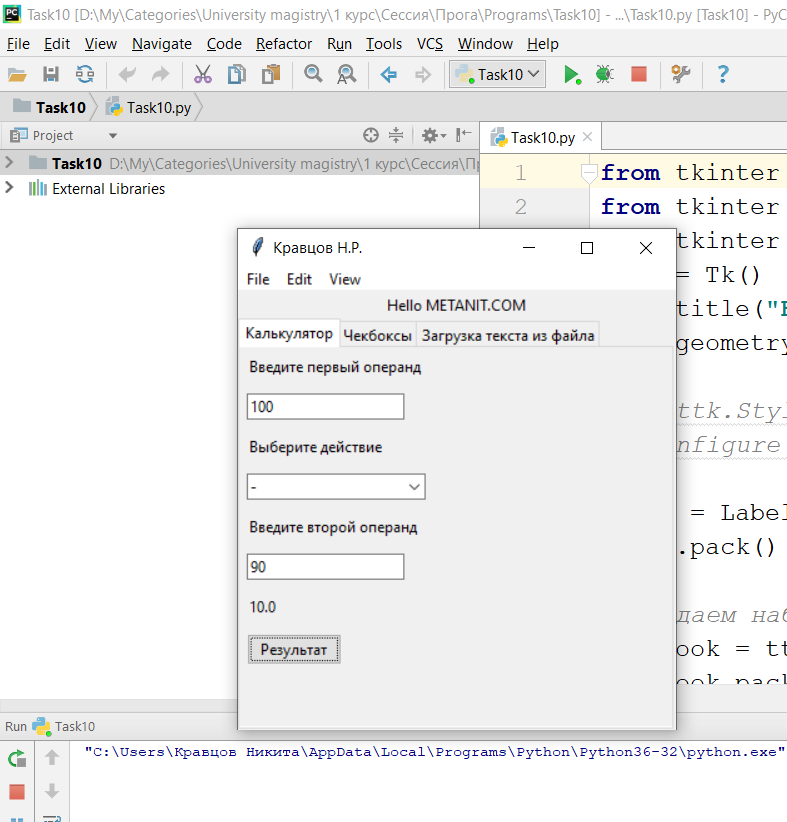 Task10 [D:\My\Categories\University magistry\1 курс\Сессия\Прога\Programs\Task10] - ...\Task10.py [Task10] - PyC
File Edit View Navigate Code Refactor Run Tools VCS Window Help
Task10
Task10 Task10.py
Project
Task10.py
Task10 D:\My\Categories\University magistry\1 курс\Сессия\П
External Libraries
1 from tkinter
2 from tkinter
tkinter
= Tk()
title("
geometry
ttk.Styl
nfigure
= Label
.pack()
даем наб
ook = tt
ook.pack
Кравцов Н.Р.
File Edit View
Hello METANIT.COM
Калькулятор Чекбоксы Загрузка текста из файла
Введите первый операнд
100
Выберите действие
-
Введите второй операнд
90
10.0
Результат
Run Task10
"C:\Users\Кравцов Никита\AppData\Local\Programs\Python\Python36-32\python.exe"